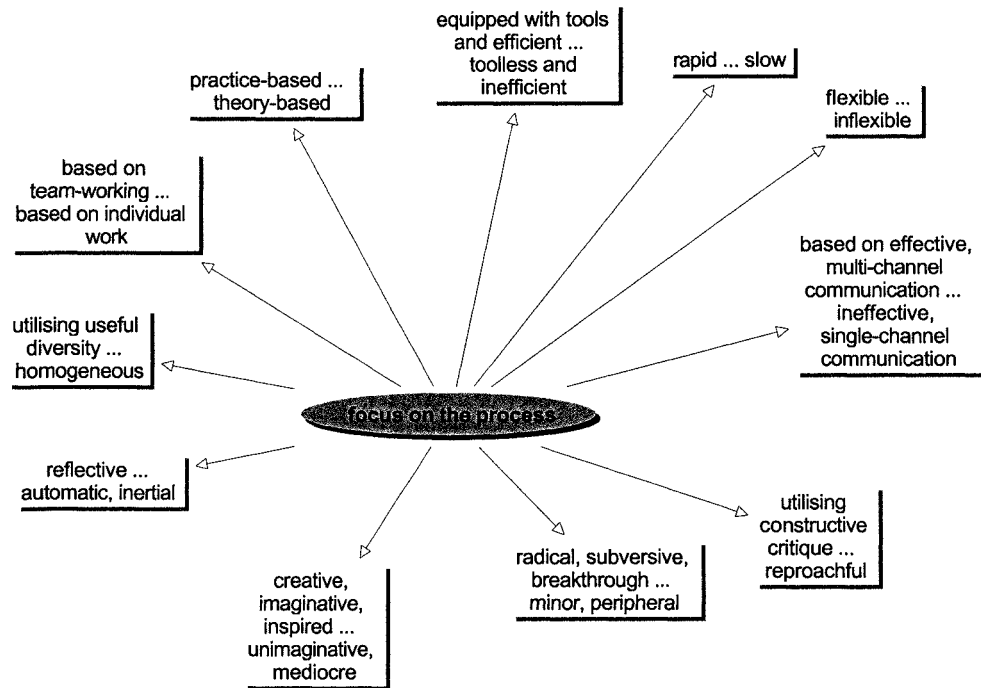 equipped with tools
and efficient ...
toolless and
inefficient
rapid ... slow
practice-based ...
theory-based
flexible ...
inflexible
based on
team-working ...
based on individual
work
based on effective,
multi-channel
communication ...
ineffective,
single-channel
communication
utilising useful
diversity ...
homogeneous
focus on the process
reflective ...
automatic, inertial
utilising
constructive
critique ...
reproachful
radical, subversive,
breakthrough ...
minor, peripheral
creative,
imaginative,
inspired ...
unimaginative,
mediocre